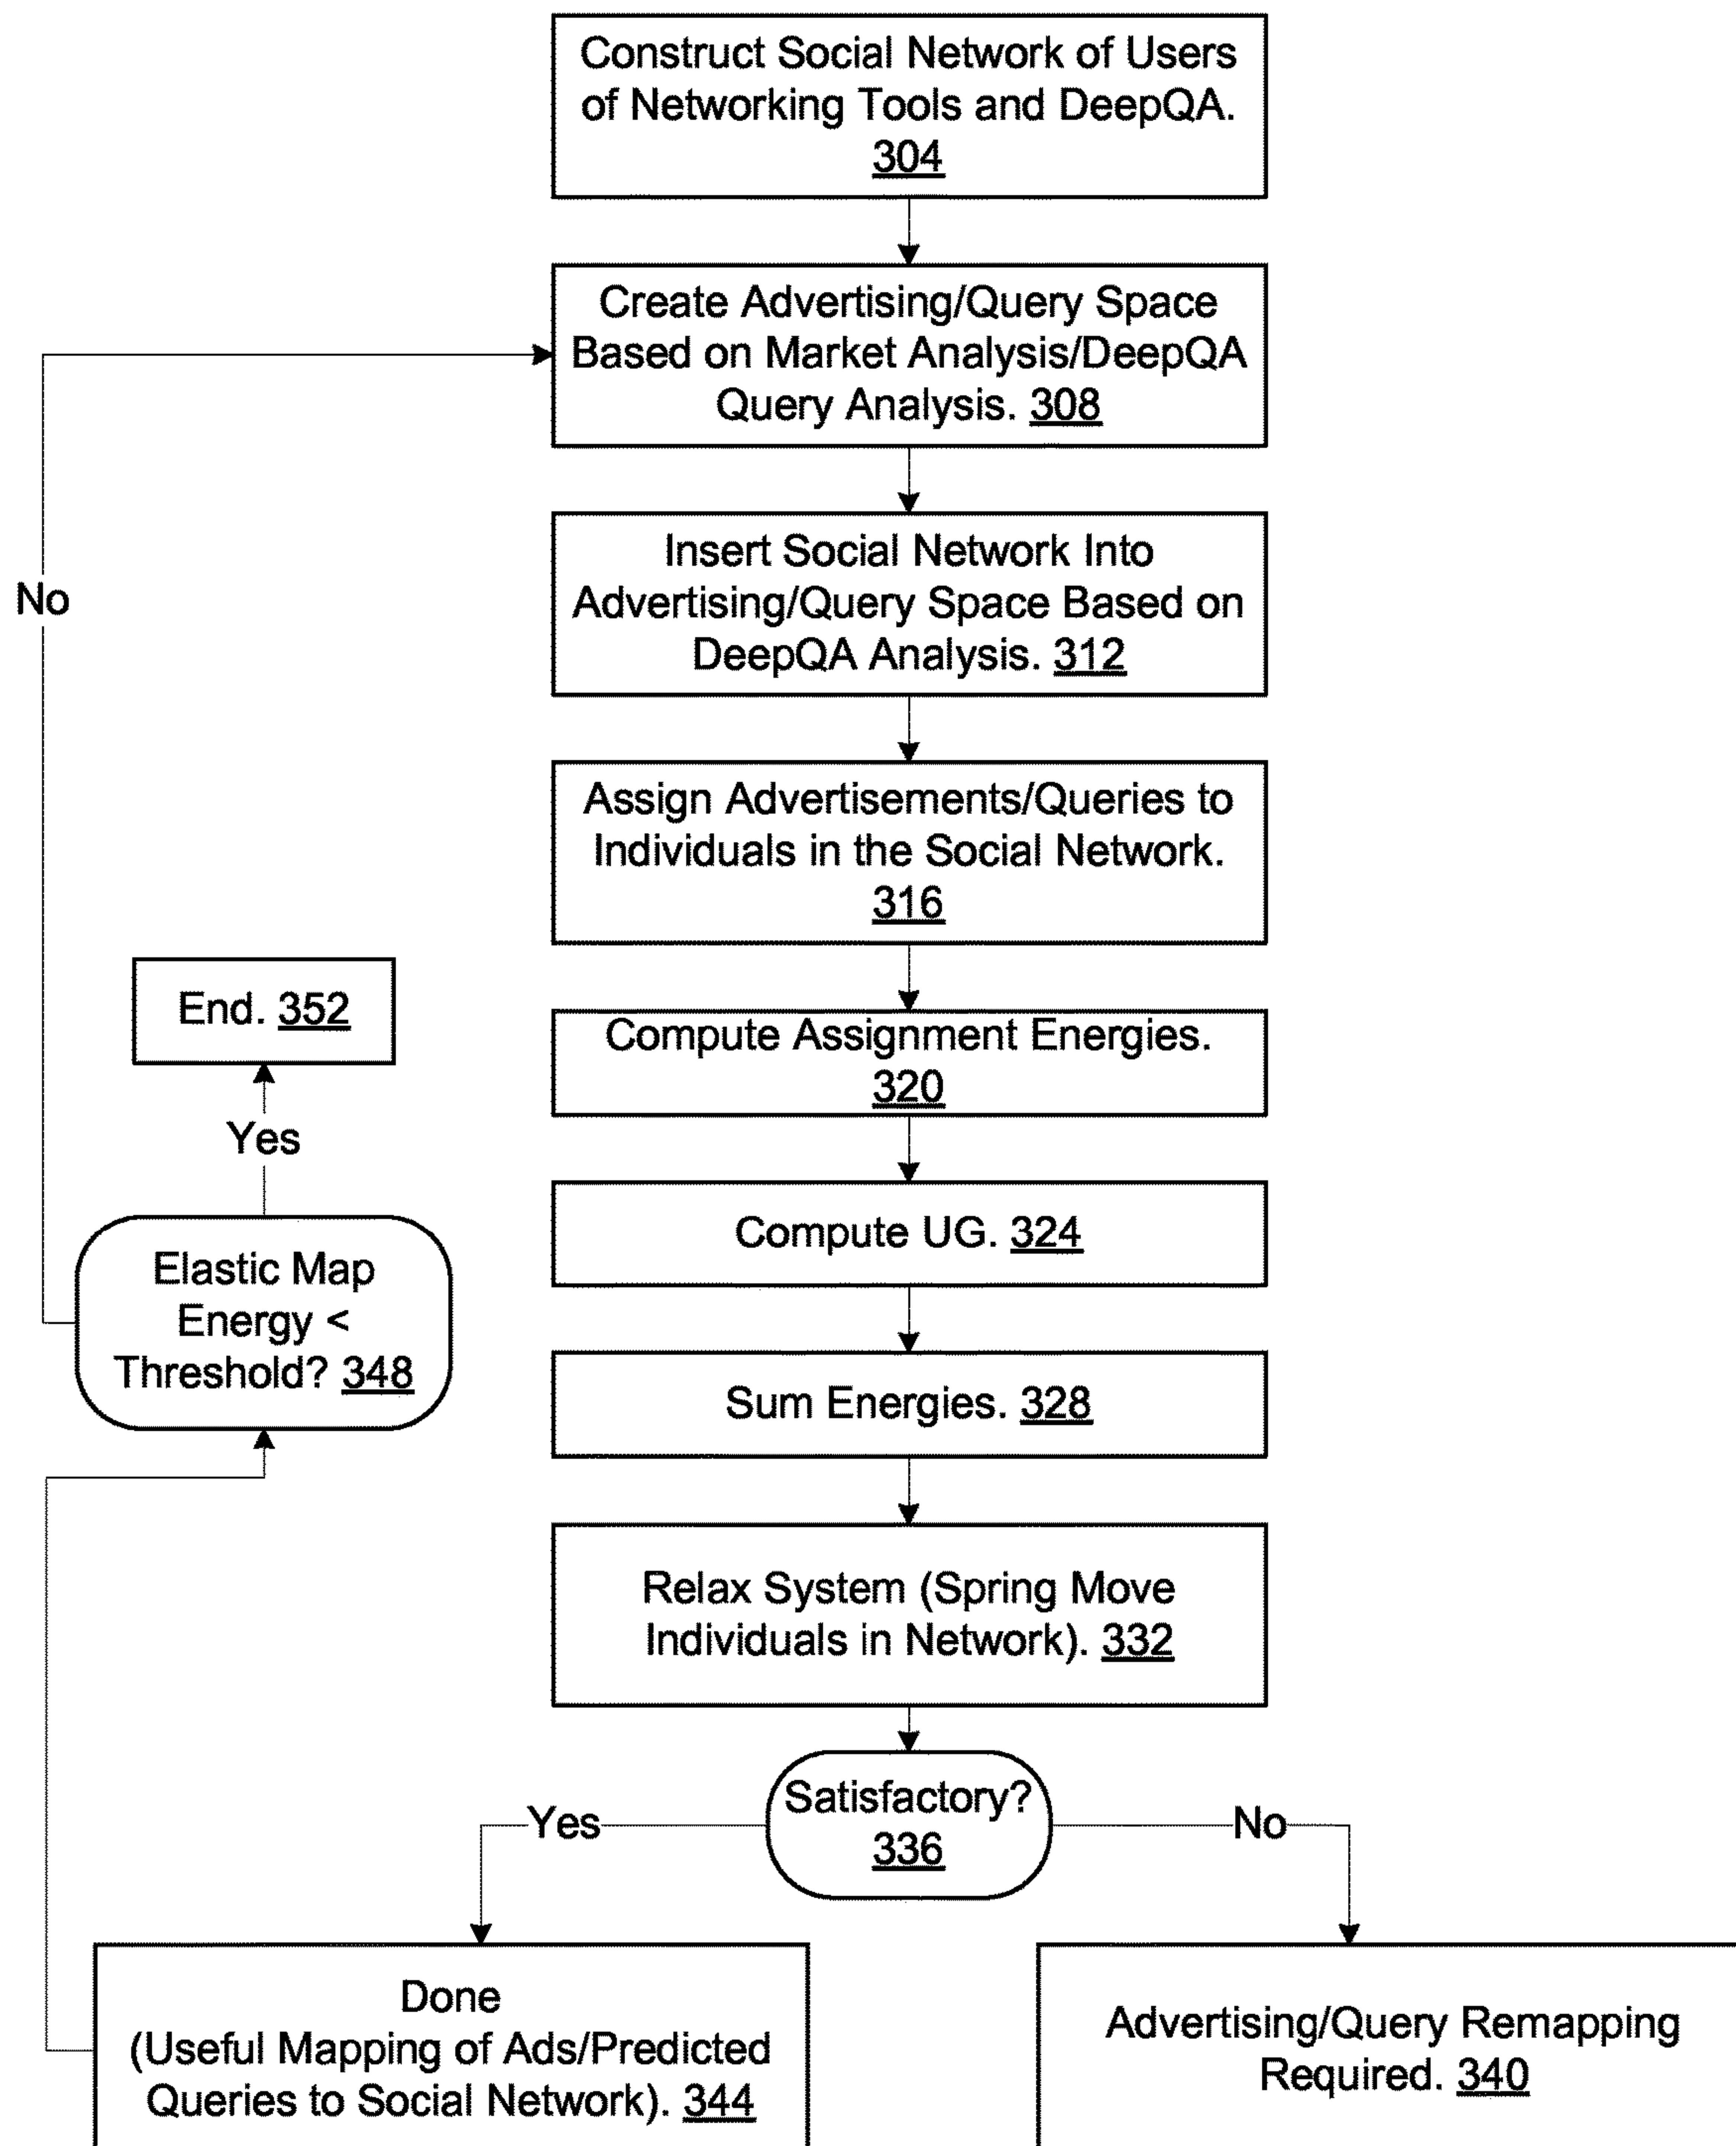 Construct Social Network of Users
of Networking Tools and DeepQA.
304
Create Advertising/Query Space
Based on Market Analysis/DeepQA
Query Analysis. 308
No
Insert Social Network Into
Advertising/Query Space Based on
DeepQA Analysis. 312
Assign Advertisements/Queries to
Individuals in the Social Network.
316
End. 352
Compute Assignment Energies.
320
Yes
Compute UG. 324
Elastic Map
Energy <
Threshold? 348
Sum Energies. 328
Relax System (Spring Move
Individuals in Network). 332
Satisfactory?
336
Yes
No
Done
(Useful Mapping of Ads/Predicted
Queries to Social Network). 344
Advertising/Query Remapping
Required. 340